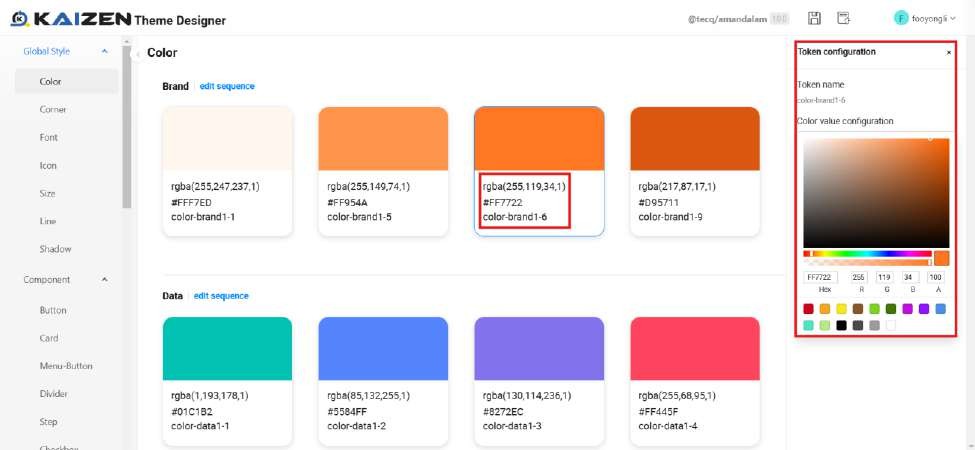 KAIZEN Theme Designer
@tecq/amandalam 1.0.0
fooyongli
Global Style
Color
Corner
Font
Icon
Size
Line
Shadow
Component
Button
Card
Menu-Button
Divider
Step
Checkbox
Color
Brand edit sequence
rgba(255,247,237,1)
#FFF7ED
color-brand1-1
rgba(255,149,74,1)
#FF954A
color-brand1-5
rgba(255,119,34,1)
#FF7722
color-brand1-6
rgba(217,87,17,1)
#D95711
color-brand1-9
Data edit sequence
rgba(1,193,178,1)
#01C1B2
color-data1-1
rgba(85,132,255,1)
#5584FF
color-data1-2
rgba(130,114,236,1)
#8272EC
color-data1-3
rgba(255,68,95,1)
#FF445F
color-data1-4
Token configuration ×
Token name
color-brand1-6
Color value configuration
FF7722 255 119 34 100
Hex R G B A